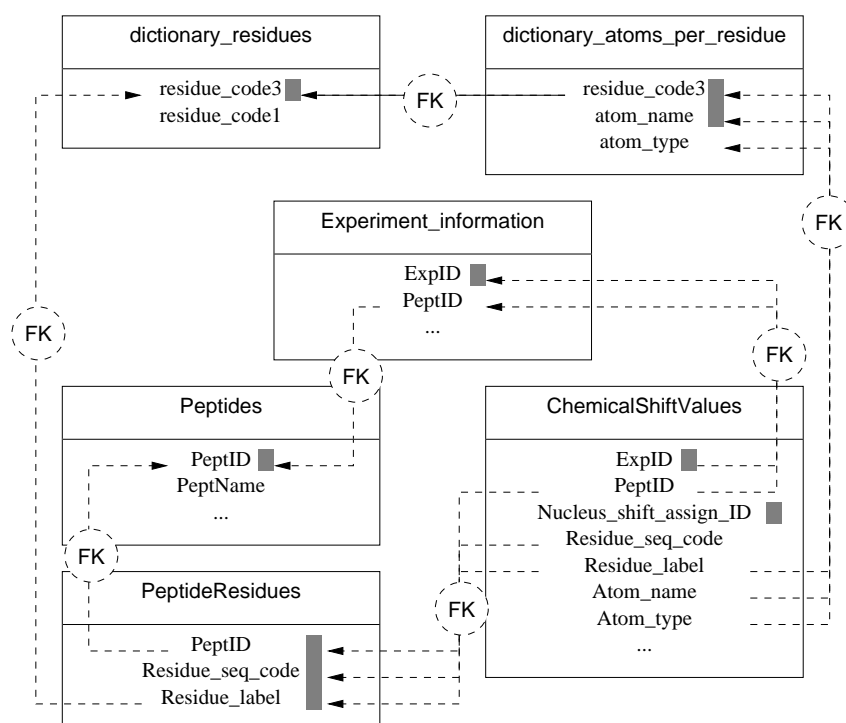 dictionary_residues
residue_code3
residue_code1
FK
dictionary_atoms_per_residue
residue_code3
atom_name
atom_type
FK
Experiment_information
ExpID
PeptID
...
FK
FK
FK
Peptides
PeptID
PeptName
...
FK
ChemicalShiftValues
ExpID
PeptID
Nucleus_shift_assign_ID
Residue_seq_code
Residue_label
Atom_name
Atom_type
...
FK
PeptideResidues
PeptID
Residue_seq_code
Residue_label